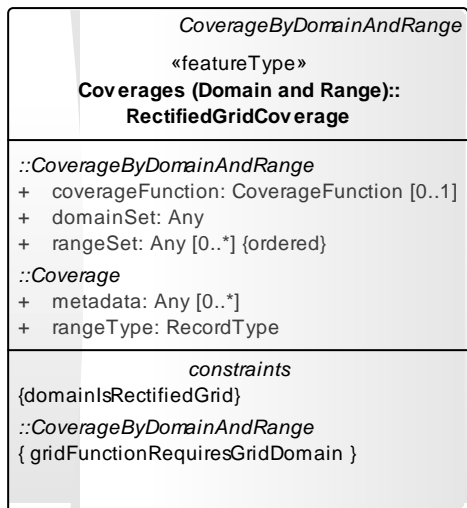 CoverageByDomainAndRange
«featureType»
Coverages (Domain and Range)::
RectifiedGridCoverage
::CoverageByDomainAndRange
+ coverageFunction: CoverageFunction [0..1]
+ domainSet: Any
+ rangeSet: Any [0..*] {ordered}
::Coverage
+ metadata: Any [0..*]
+ rangeType: RecordType
constraints
{domainIsRectifiedGrid}
::CoverageByDomainAndRange
{ gridFunctionRequiresGridDomain }